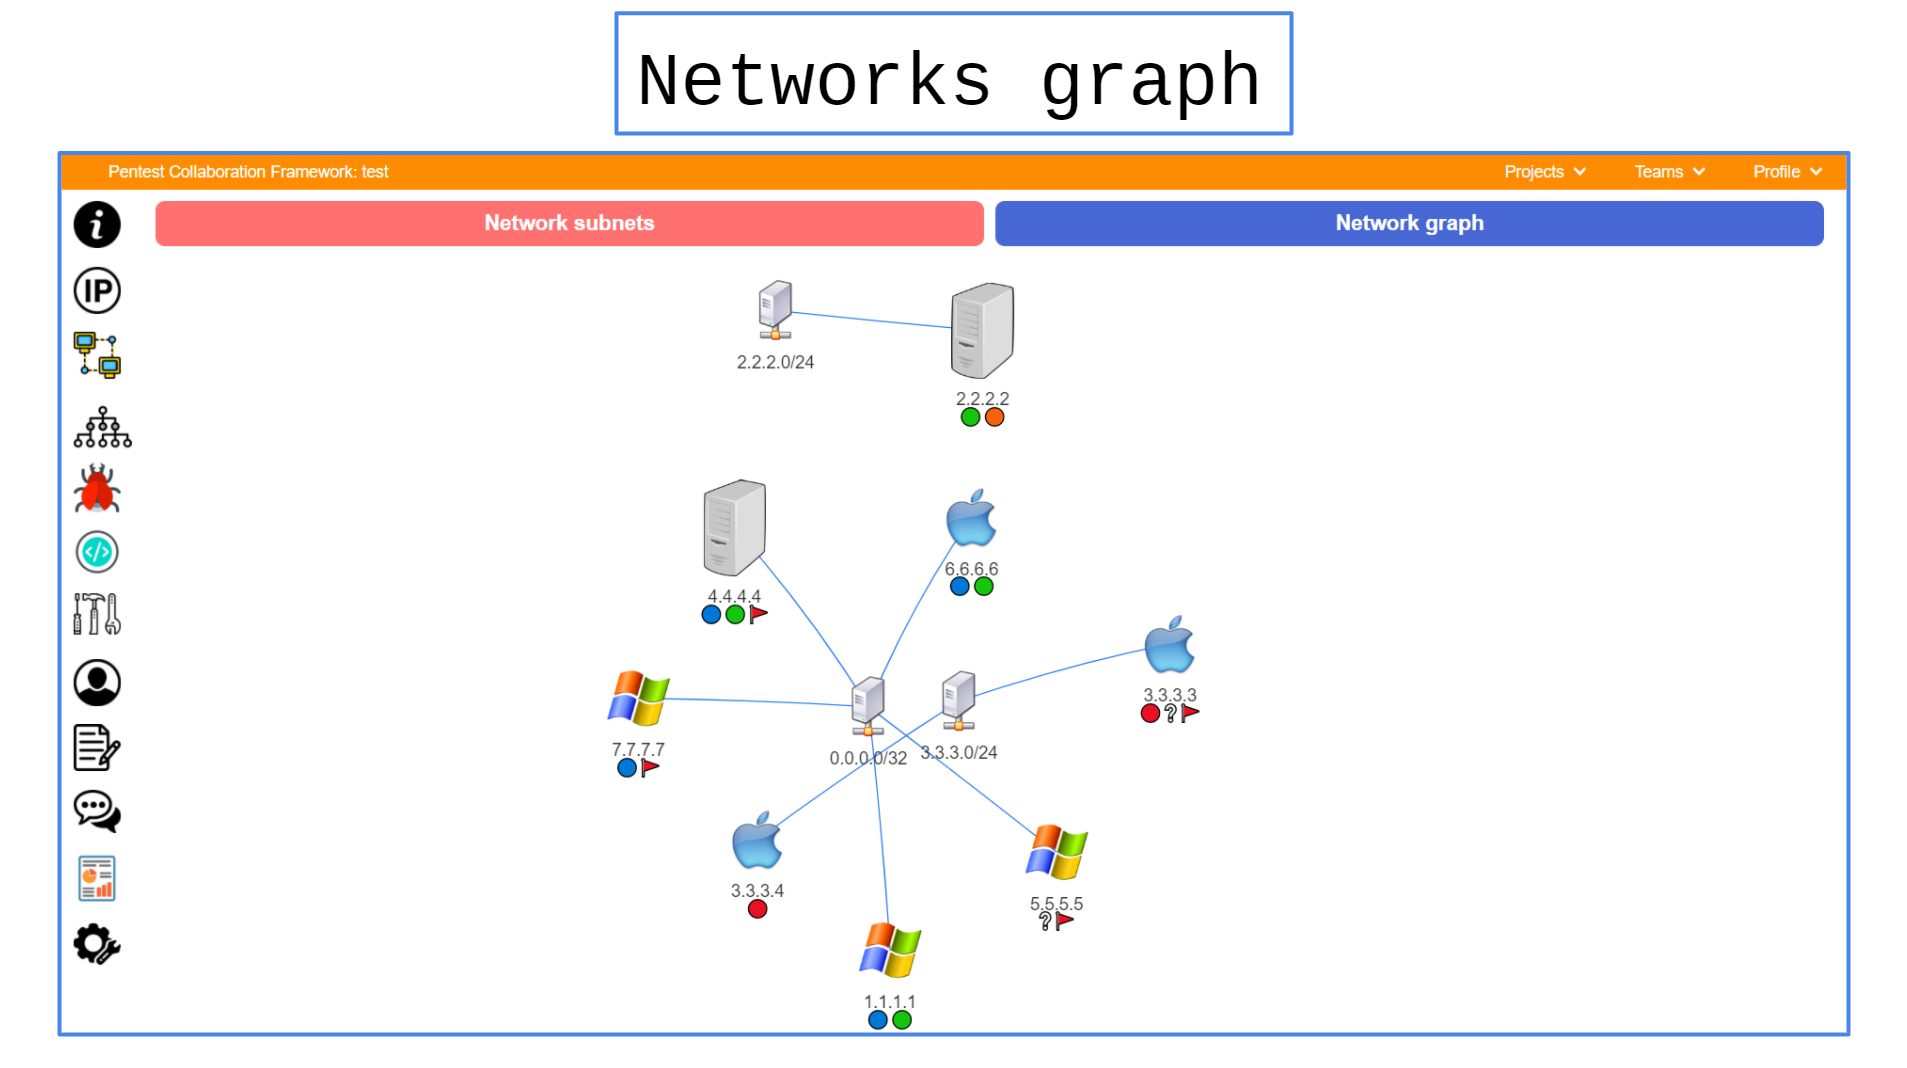 Networks graph
Pentest Collaboration Framework: test
Projects
Teams
Profile
Network subnets
Network graph
IP
2.2.2.0/24
2.2.2.2
4.4.4.4
6.6.6.6
3.3.3.3
?
7.7.7.7
0.0.0.0/32
3.3.3.0/24
3.3.3.4
5.5.5.5
?
1.1.1.1